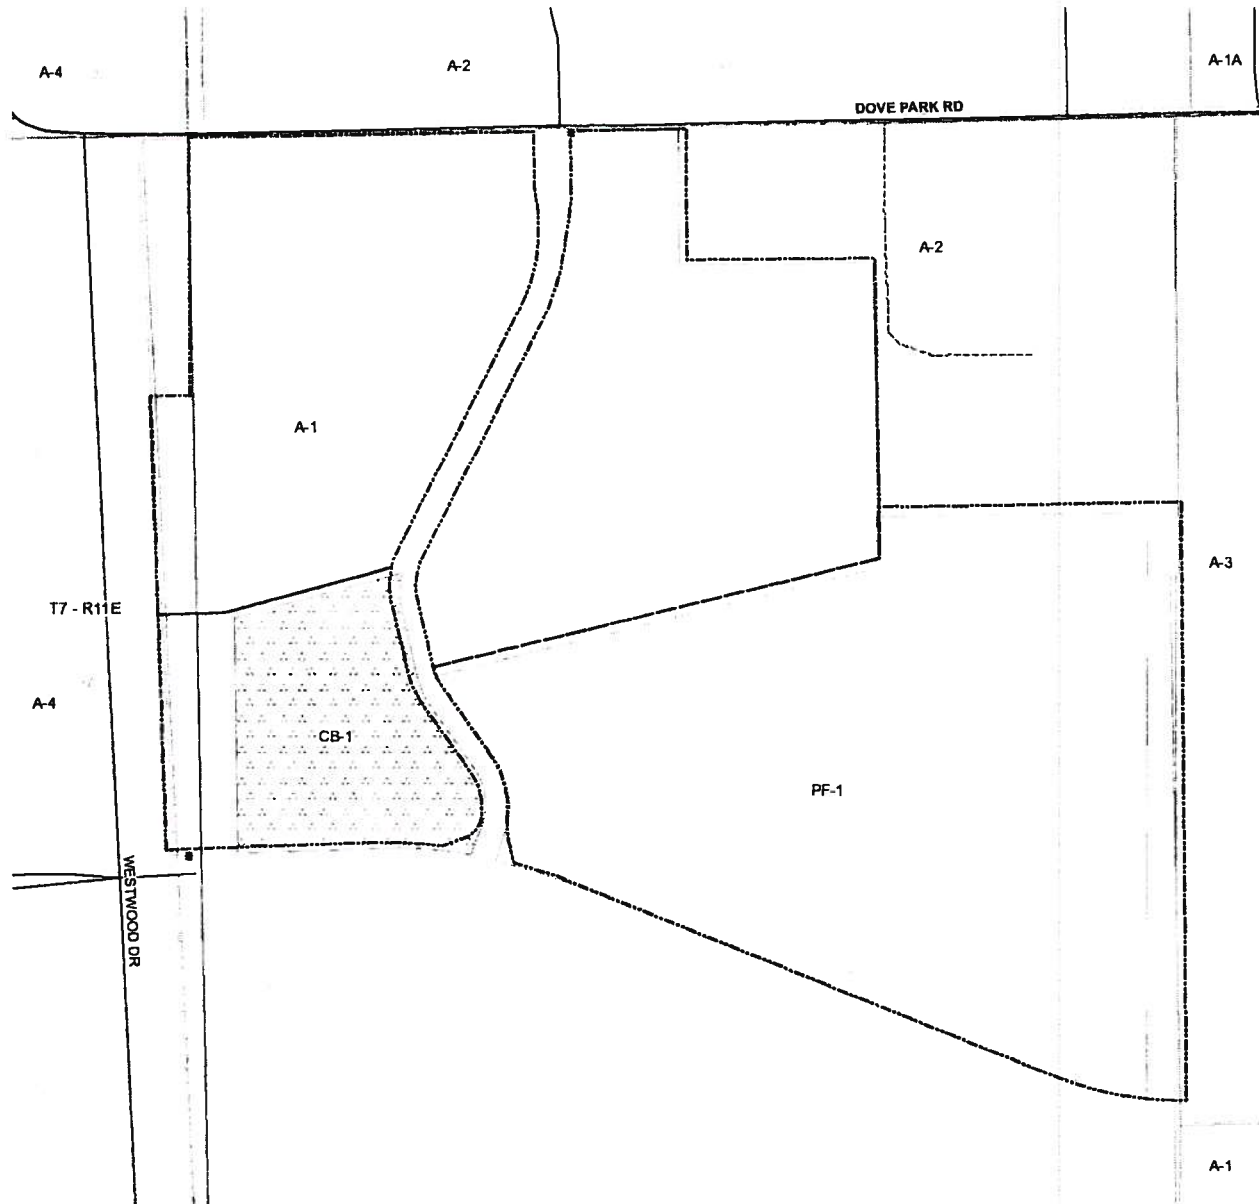 A-4
A-2
A-1A
DOVE PARK RD
A-2
A-1
A-3
T7 - R11E
A-4
CB-1
PF-1
WESTWOOD DR
A-1